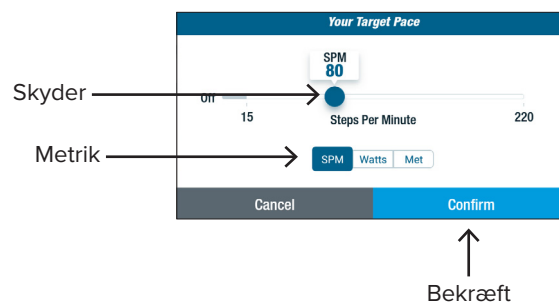 Your Target Pace
SPM
80
Skyder
Off
15 Steps Per Minute 220
Metrik
SPM Watts Met
Cancel Confirm
Bekræft